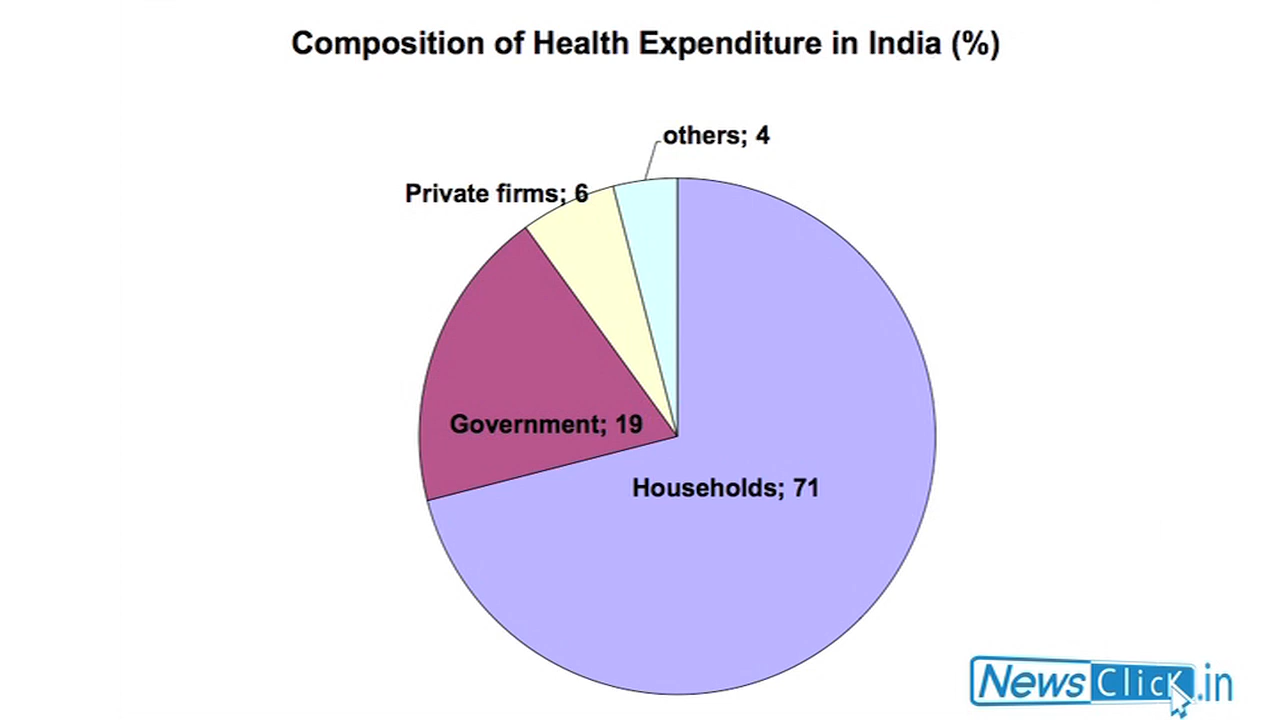 Composition of Health Expenditure in India (%)
others; 4
Private firms; 6
Government; 19
Households; 71
NewsClick.in